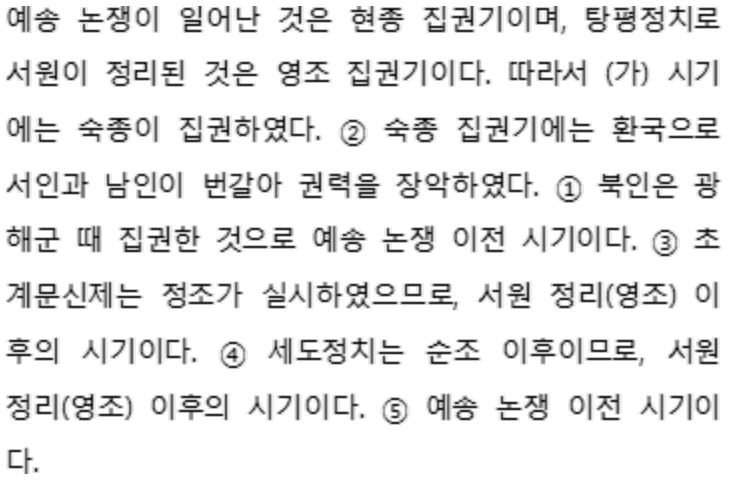 예송 논쟁이 일어난 것은 현종 집권기이며, 탕평정치로
서원이 정리된 것은 영조 집권기이다. 따라서 (가) 시기
에는 숙종이 집권하였다. ② 숙종 집권기에는 환국으로
서인과 남인이 번갈아 권력을 장악하였다. ① 북인은 광
해군 때 집권한 것으로 예송 논쟁 이전 시기이다. ③ 초
계문신제는 정조가 실시하였으므로, 서원 정리(영조) 이
후의 시기이다. ④ 세도정치는 순조 이후이므로, 서원
정리(영조) 이후의 시기이다. ⑤ 예송 논쟁 이전 시기이
다.